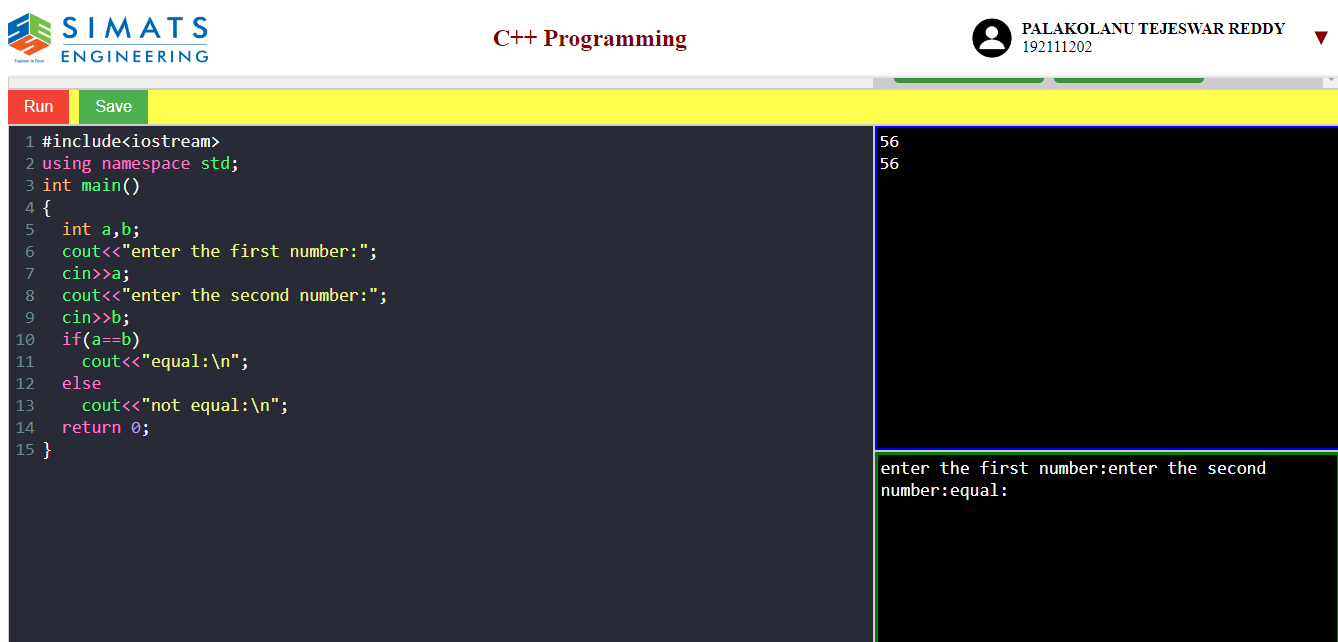 SIMATS
ENGINEERING
Engineer to Excel
C++ Programming
PALAKOLANU TEJESWAR REDDY
192111202
Run Save
1 #include<iostream>
2 using namespace std;
3 int main()
4 {
5   int a,b;
6   cout<<"enter the first number:";
7   cin>>a;
8   cout<<"enter the second number:";
9   cin>>b;
10   if(a==b)
11     cout<<"equal:\n";
12   else
13     cout<<"not equal:\n";
14   return 0;
15 }
56
56
enter the first number:enter the second
number:equal: